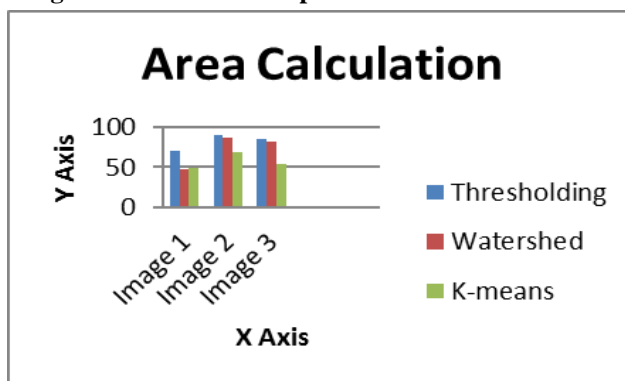 Area Calculation
Y Axis
100
50
0
Image 1
Image 2
Image 3
X Axis
Thresholding
Watershed
K-means